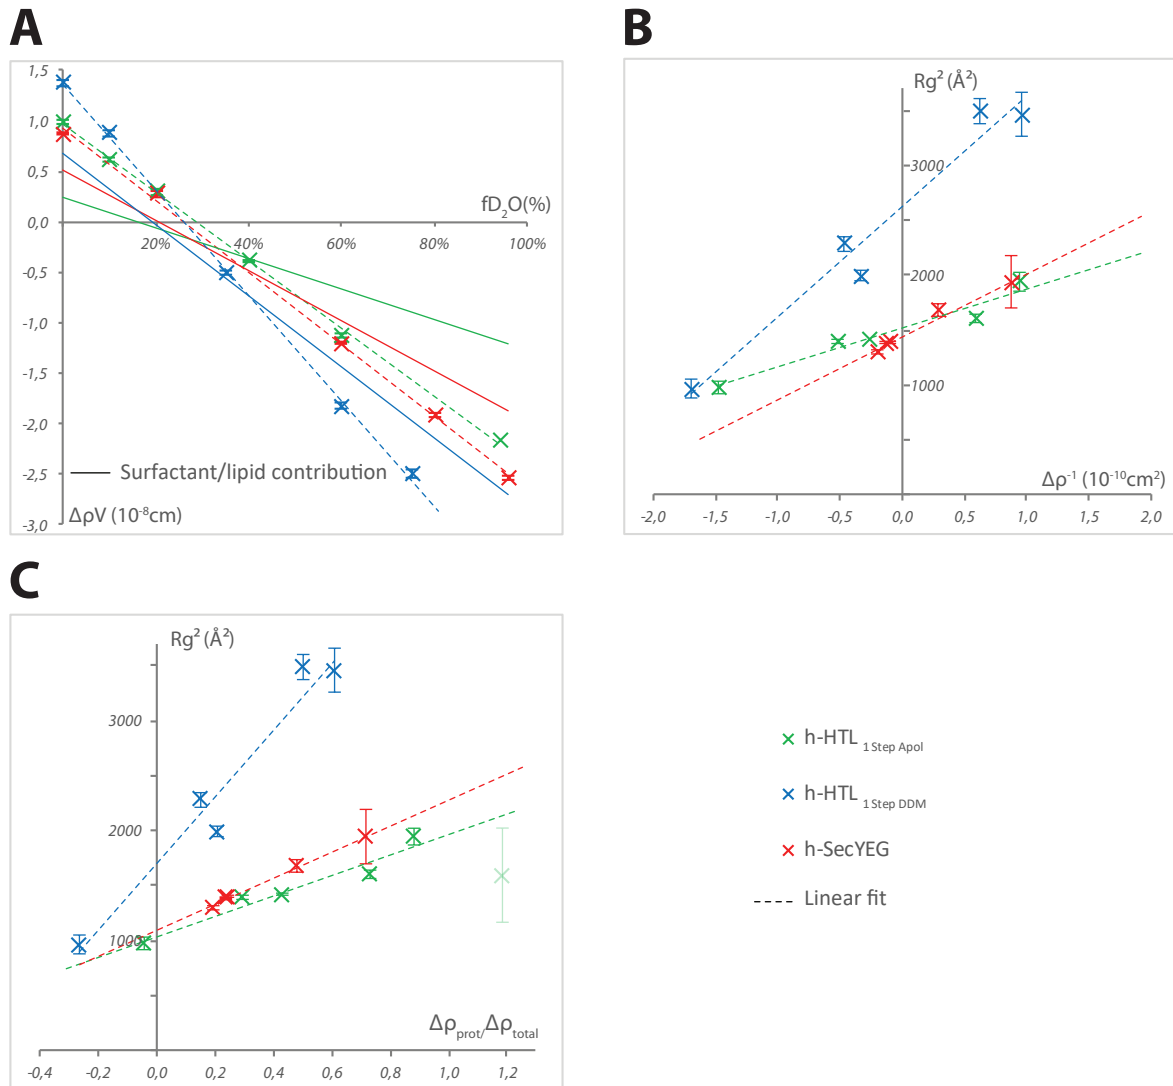 A
1,5
1,0
0,5
0,0
-0,5
-1,0
-1,5
-2,0
-2,5
-3,0
fD2O(%)
20%
40%
60%
80%
100%
Surfactant/lipid contribution
ΔρV (10-8cm)
B
Rg² (Å²)
3000
2000
1000
Δρ-1 (10-10cm2)
-2,0
-1,5
-1,0
-0,5
0,0
0,5
1,0
1,5
2,0
C
Rg² (Å²)
3000
2000
1000
Δρprot/Δρtotal
-0,4
-0,2
0,0
0,2
0,4
0,6
0,8
1,0
1,2
h-HTL 1Step Apol
h-HTL 1Step DDM
h-SecYEG
Linear fit